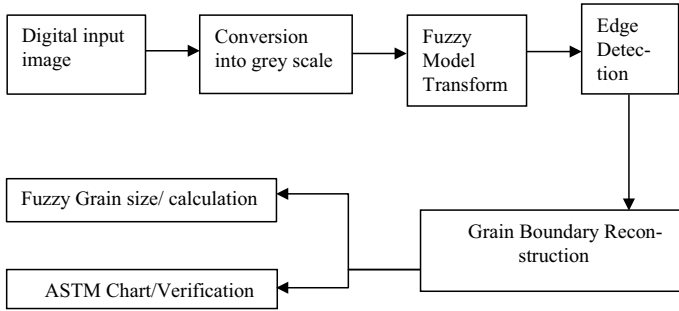 Digital input
image
Conversion
into grey scale
Fuzzy
Model
Transform
Edge
Detec-
tion
Fuzzy Grain size/ calculation
Grain Boundary Recon-
struction
ASTM Chart/Verification